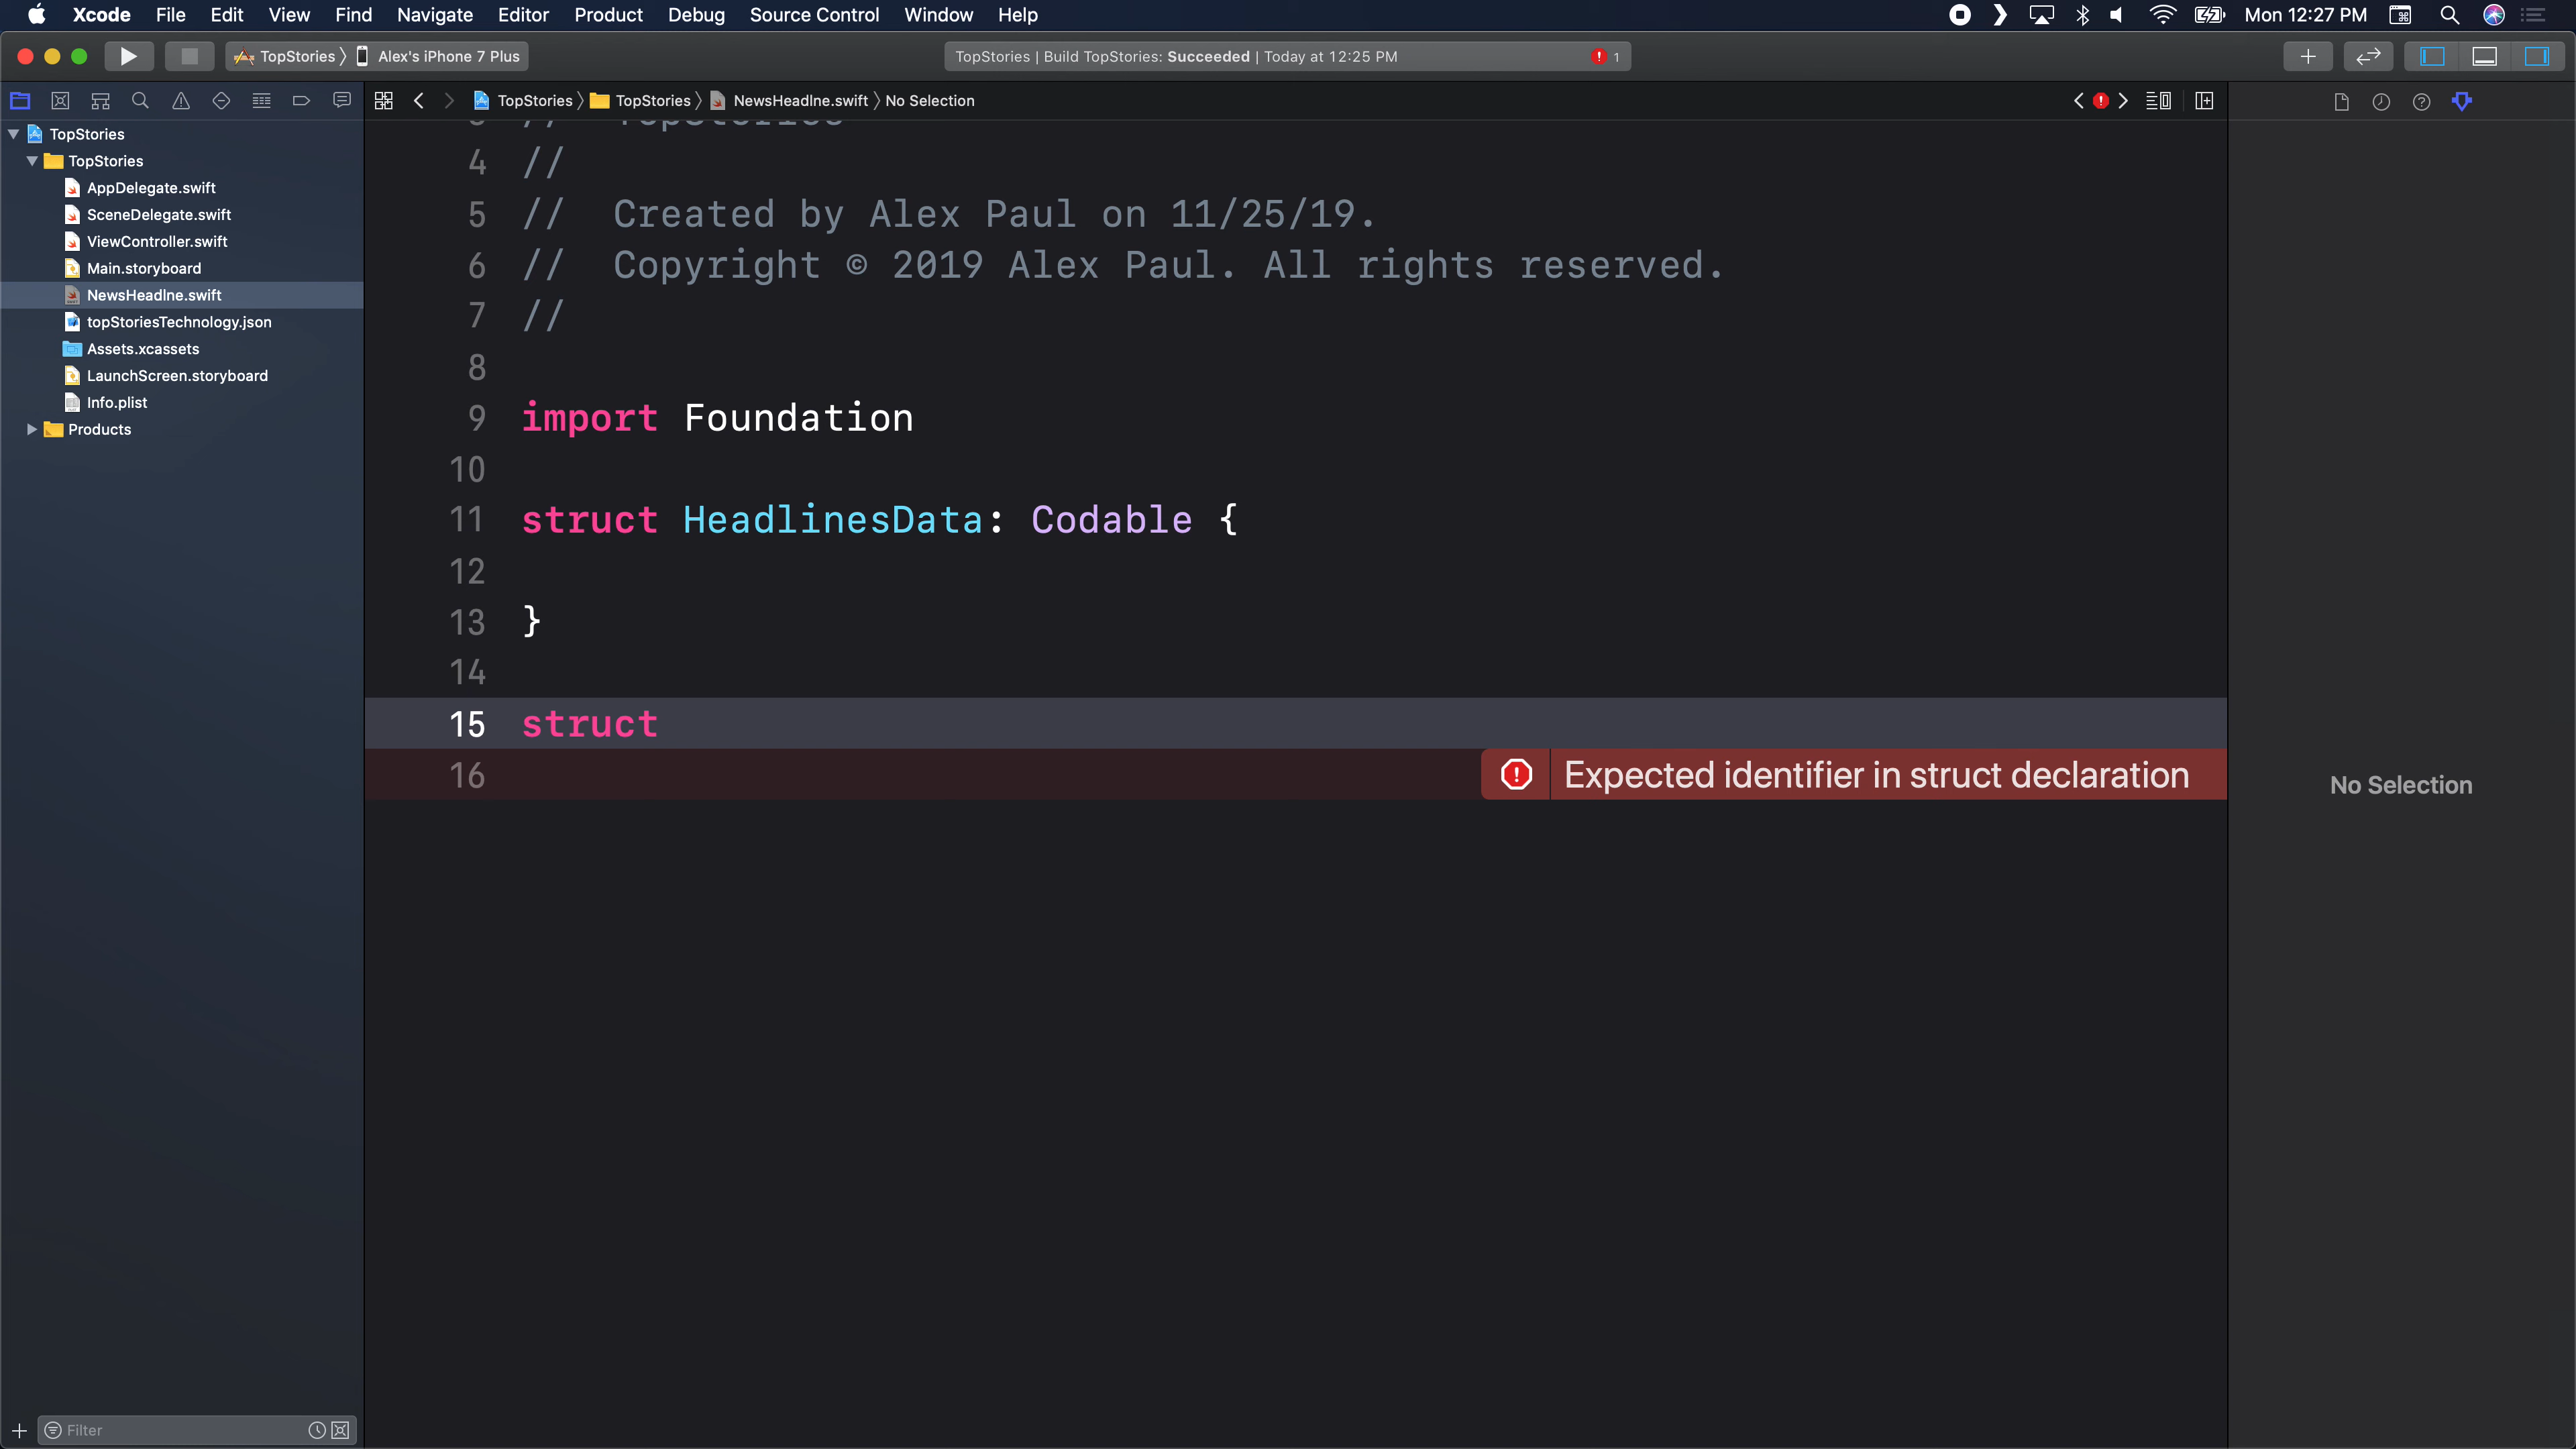 Xcode File Edit View Find Navigate Editor Product Debug Source Control Window Help Mon 12:27 PM
TopStories Alex's iPhone 7 Plus TopStories | Build TopStories: Succeeded | Today at 12:25 PM 1
TopStories TopStories NewsHeadlne.swift No Selection
TopStories
TopStories
AppDelegate.swift
SceneDelegate.swift
ViewController.swift
Main.storyboard
NewsHeadlne.swift
topStoriesTechnology.json
Assets.xcassets
LaunchScreen.storyboard
Info.plist
Products
3 // TopStories
4 //
5 // Created by Alex Paul on 11/25/19.
6 // Copyright © 2019 Alex Paul. All rights reserved.
7 //
8
9 import Foundation
10
11 struct HeadlinesData: Codable {
12
13 }
14
15 struct
16 Expected identifier in struct declaration
No Selection
Filter